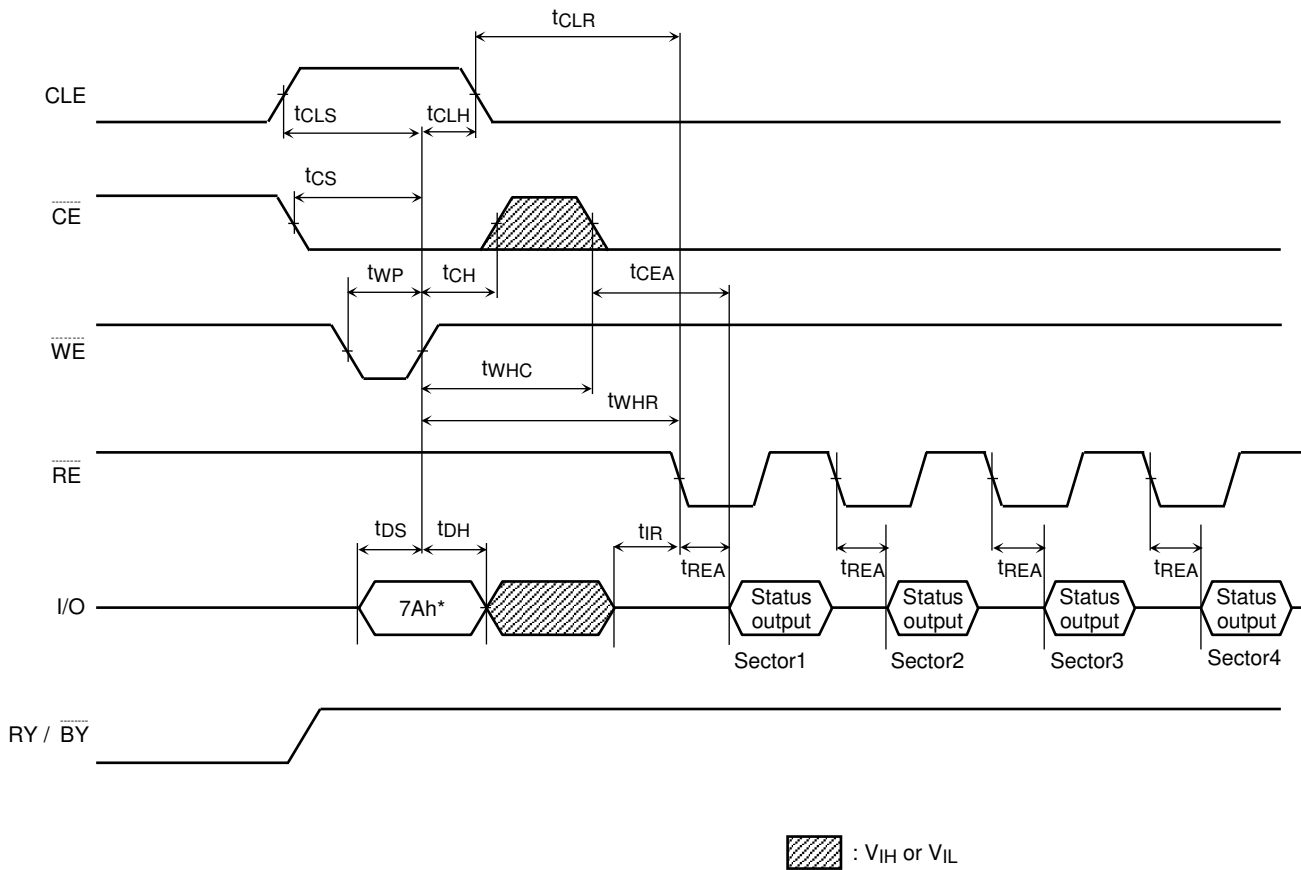 tCLR
CLE
tCLS
tCLH
tCS
CE
tWP
tCH
tCEA
WE
tWHC
tWHR
RE
tDS
tDH
tIR
tREA
tREA
tREA
tREA
I/O
7Ah*
Status output
Status output
Status output
Status output
Sector1
Sector2
Sector3
Sector4
RY / BY
: VIH or VIL